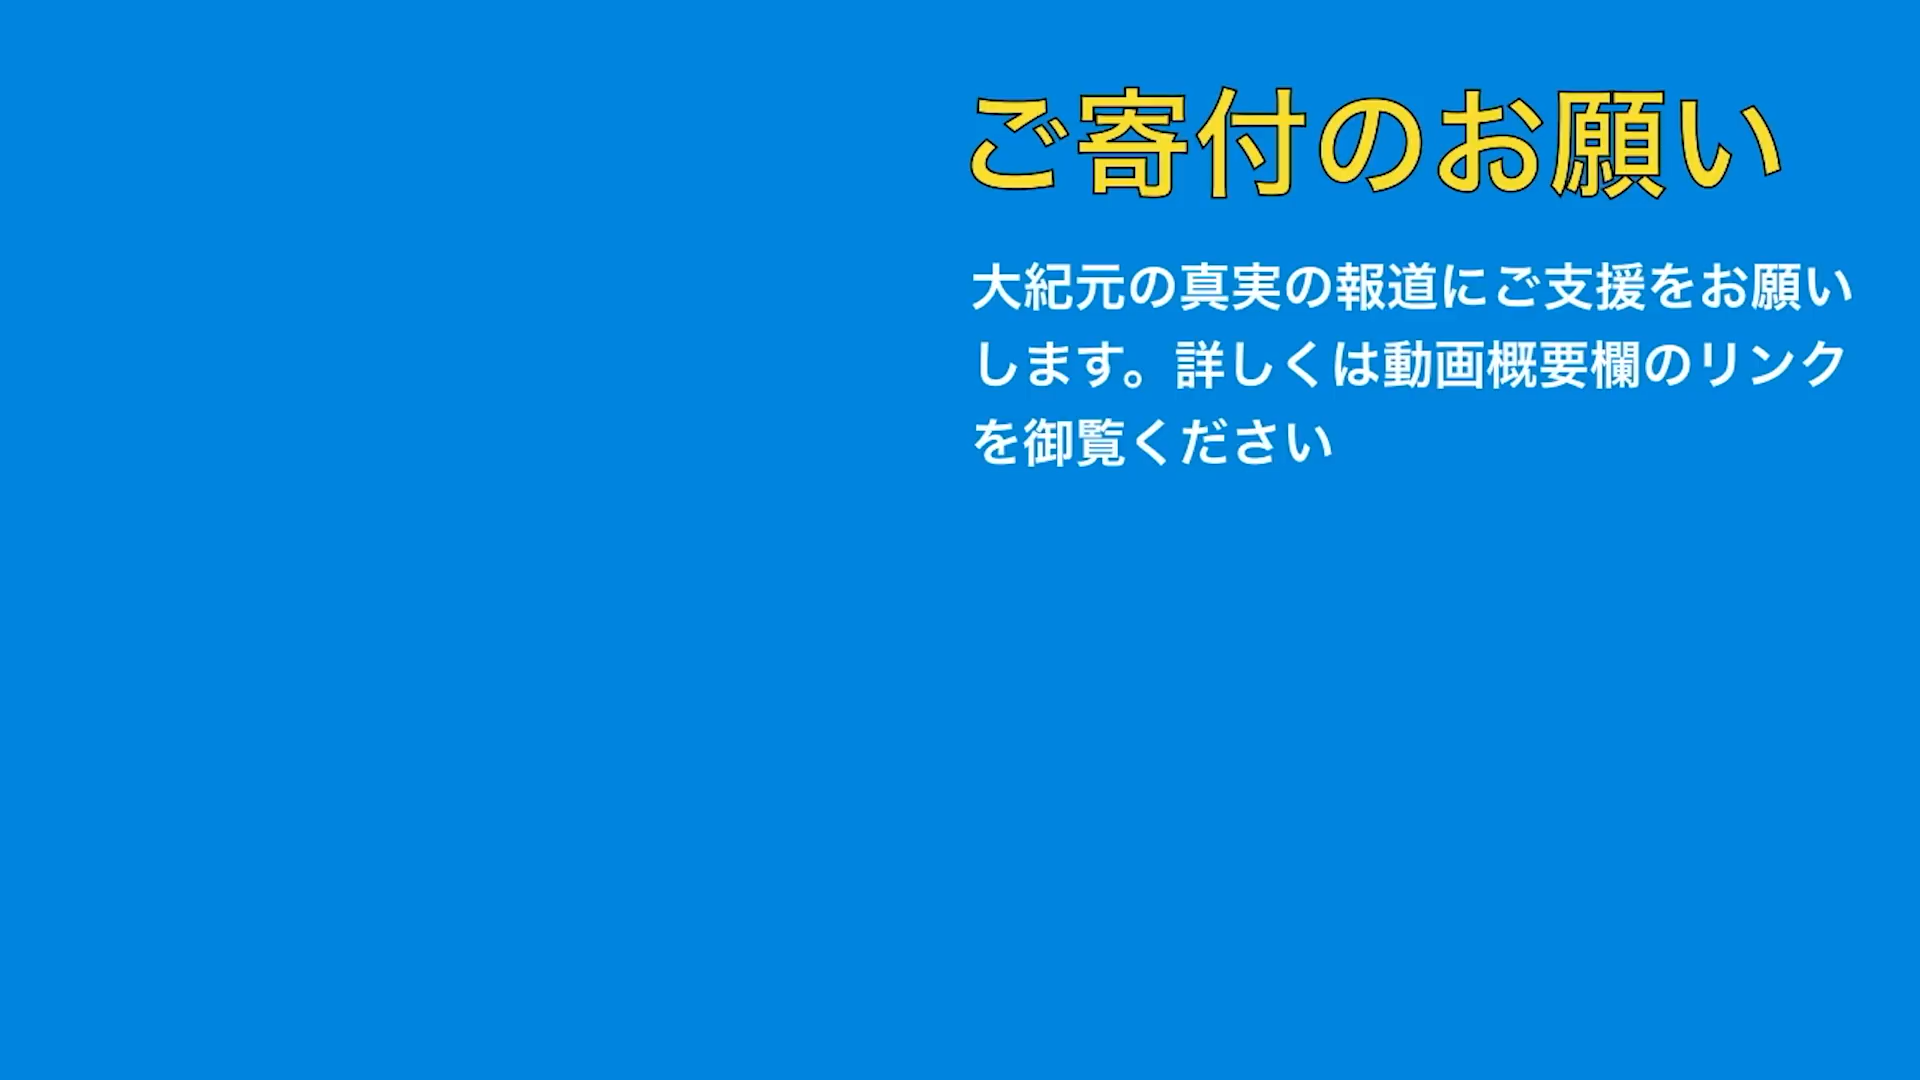 ご寄付のお願い
大紀元の真実の報道にご支援をお願い
します。詳しくは動画概要欄のリンク
を御覧ください